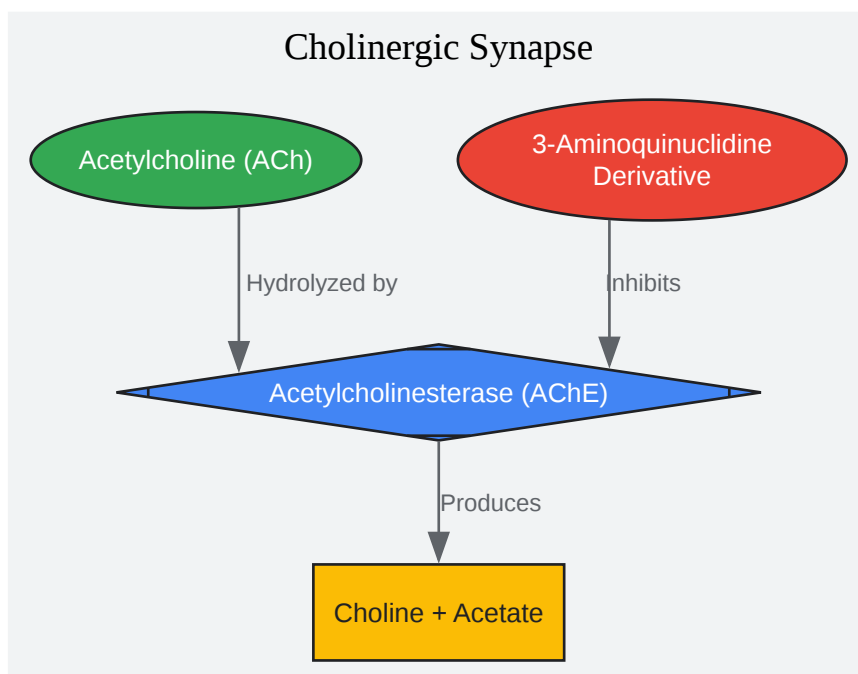 Cholinergic Synapse
Acetylcholine (ACh)
3-Aminoquinuclidine
Derivative
Hydrolyzed by
Inhibits
Acetylcholinesterase (AChE)
Produces
Choline + Acetate